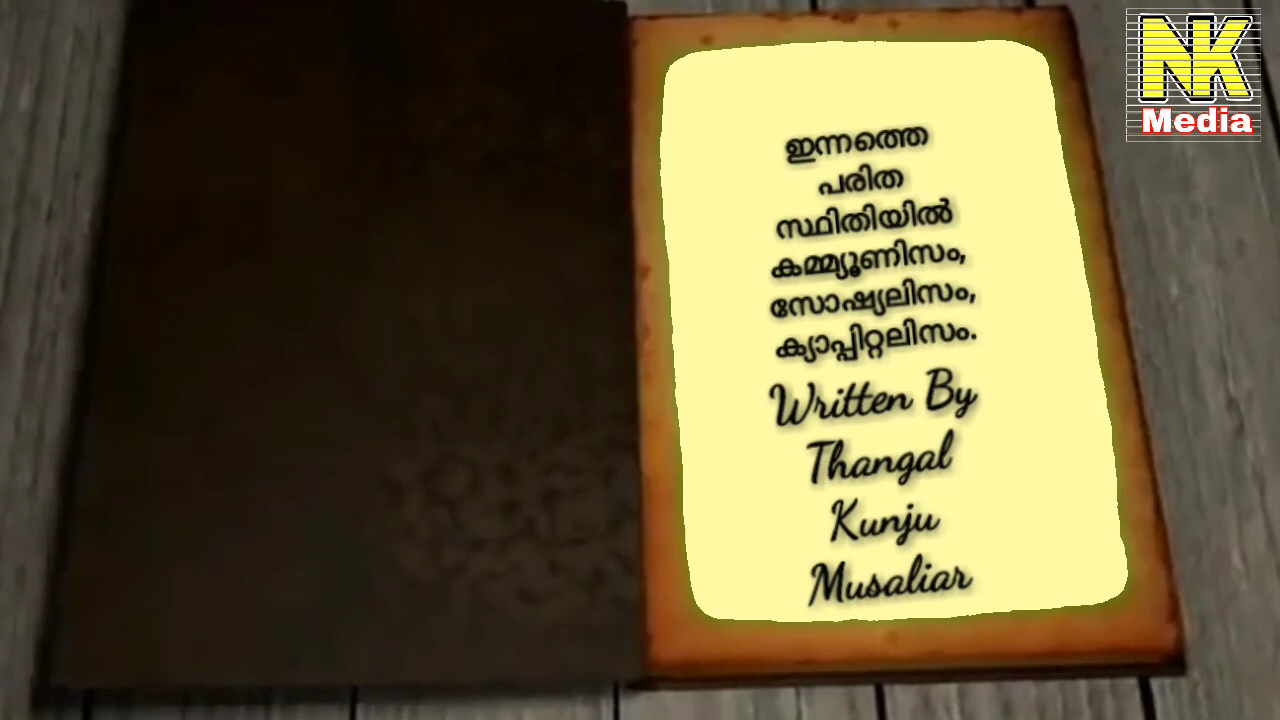 NK
Media
ഇന്നത്തെ
പരിത
സ്ഥിതിയിൽ
കമ്മ്യൂണിസം,
സോഷ്യലിസം,
ക്യാപ്പിറ്റലിസം.
Written By
Thangal
Kunju
Musaliar